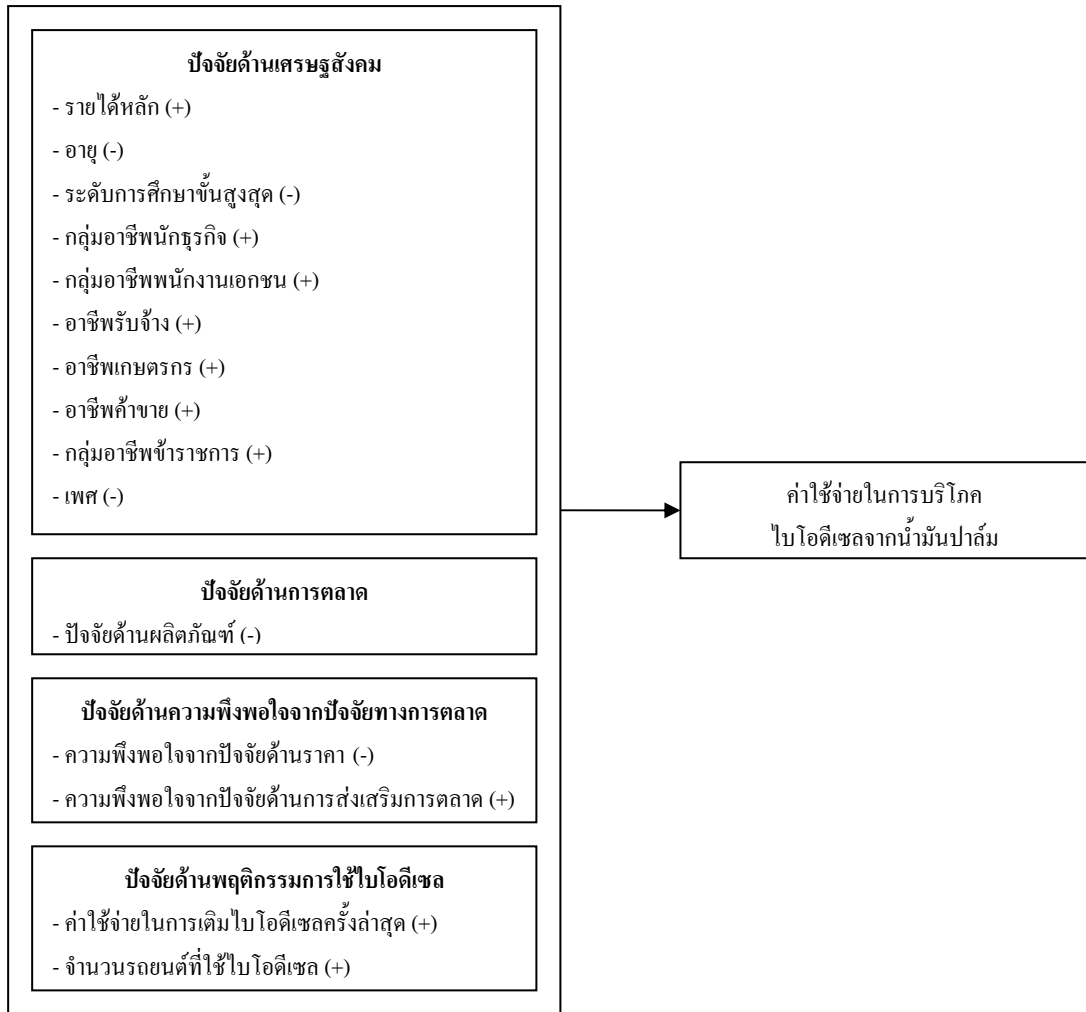 ปัจจัยด้านเศรษฐสังคม
- รายได้หลัก (+)
- อายุ (-)
- ระดับการศึกษาขั้นสูงสุด (-)
- กลุ่มอาชีพนักธุรกิจ (+)
- กลุ่มอาชีพพนักงานเอกชน (+)
- อาชีพรับจ้าง (+)
- อาชีพเกษตรกร (+)
- อาชีพค้าขาย (+)
- กลุ่มอาชีพข้าราชการ (+)
- เพศ (-)
ปัจจัยด้านการตลาด
- ปัจจัยด้านผลิตภัณฑ์ (-)
ปัจจัยด้านความพึงพอใจจากปัจจัยทางการตลาด
- ความพึงพอใจจากปัจจัยด้านราคา (-)
- ความพึงพอใจจากปัจจัยด้านการส่งเสริมการตลาด (+)
ปัจจัยด้านพฤติกรรมการใช้ไบโอดีเซล
- ค่าใช้จ่ายในการเติมไบโอดีเซลครั้งล่าสุด (+)
- จำนวนรถยนต์ที่ใช้ไบโอดีเซล (+)
ค่าใช้จ่ายในการบริโภค
ไบโอดีเซลจากน้ำมันปาล์ม